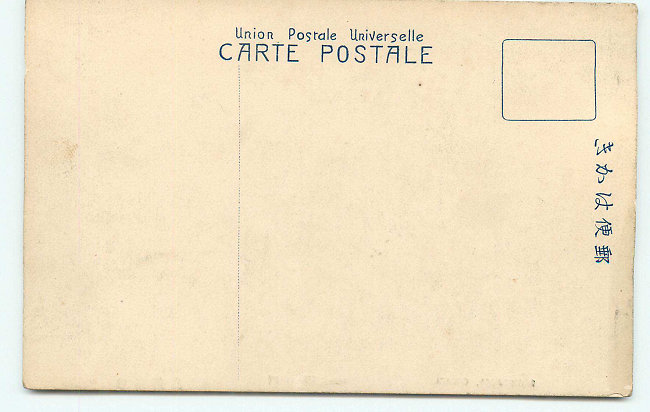 Union Postale Universelle
CARTE POSTALE
郵便はかき